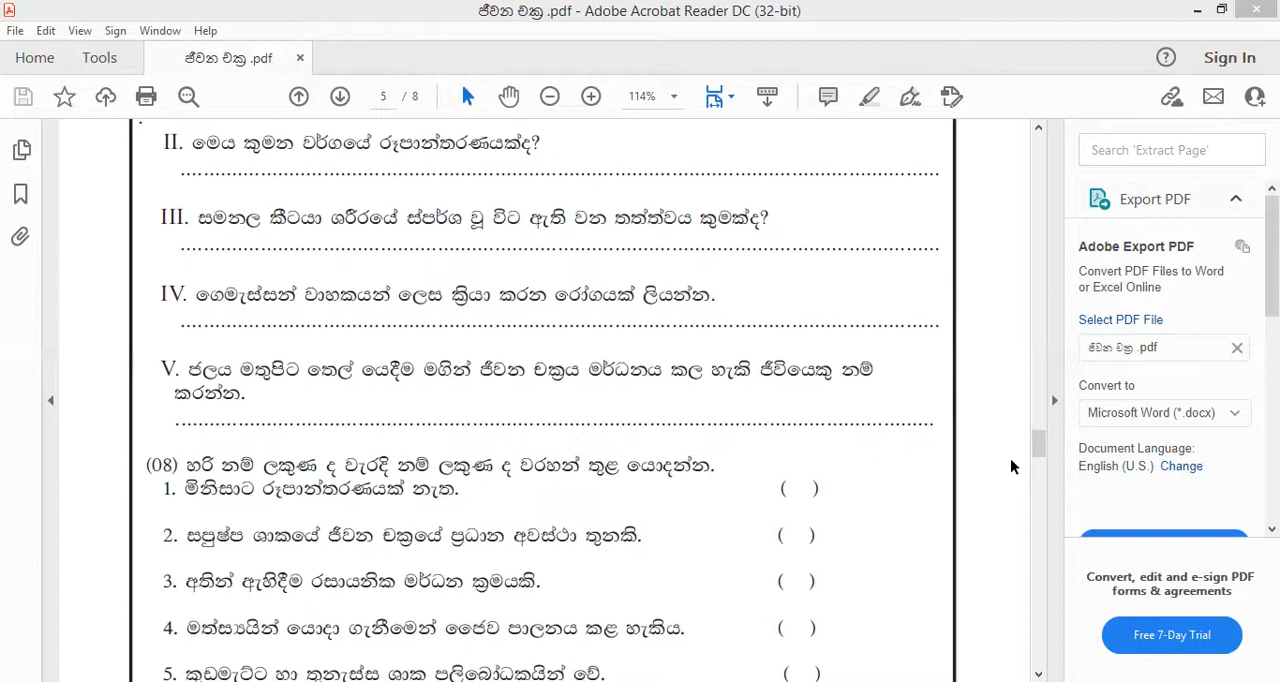 ජීවන චක්‍ර .pdf - Adobe Acrobat Reader DC (32-bit)
File Edit View Sign Window Help
Home Tools ජීවන චක්‍ර .pdf × Sign In
5 / 8 114%
II. මෙය කුමන වර්ගයේ රූපාන්තරණයක්ද?
III. සමනල කීටයා ශරීරයේ ස්පර්ශ වූ විට ඇති වන තත්ත්වය කුමක්ද?
IV. ගෙමැස්සන් වාහකයන් ලෙස ක්‍රියා කරන රෝගයක් ලියන්න.
V. ජලය මතුපිට තෙල් යෙදීම මගින් ජීවන චක්‍රය මර්ධනය කල හැකි ජීවියෙකු නම්
කරන්න.
(08) හරි නම් ලකුණ ද වැරදි නම් ලකුණ ද වරහන් තුළ යොදන්න.
1. මිනිසාට රූපාන්තරණයක් නැත. ( )
2. සපුෂ්ප ශාකයේ ජීවන චක්‍රයේ ප්‍රධාන අවස්ථා තුනකි. ( )
3. අතින් ඇහිදීම රසායනික මර්ධන ක්‍රමයකි. ( )
4. මත්ස්‍යයින් යොදා ගැනීමෙන් ජෛව පාලනය කළ හැකිය. ( )
5. කුඩමැට්ට හා තුනැස්ස ශාක පලිබෝධකයින් වේ. ( )
Search 'Extract Page'
Export PDF
Adobe Export PDF
Convert PDF Files to Word
or Excel Online
Select PDF File
ජීවන චක්‍ර .pdf
Convert to
Microsoft Word (*.docx)
Document Language:
English (U.S.) Change
Convert, edit and e-sign PDF
forms & agreements
Free 7-Day Trial